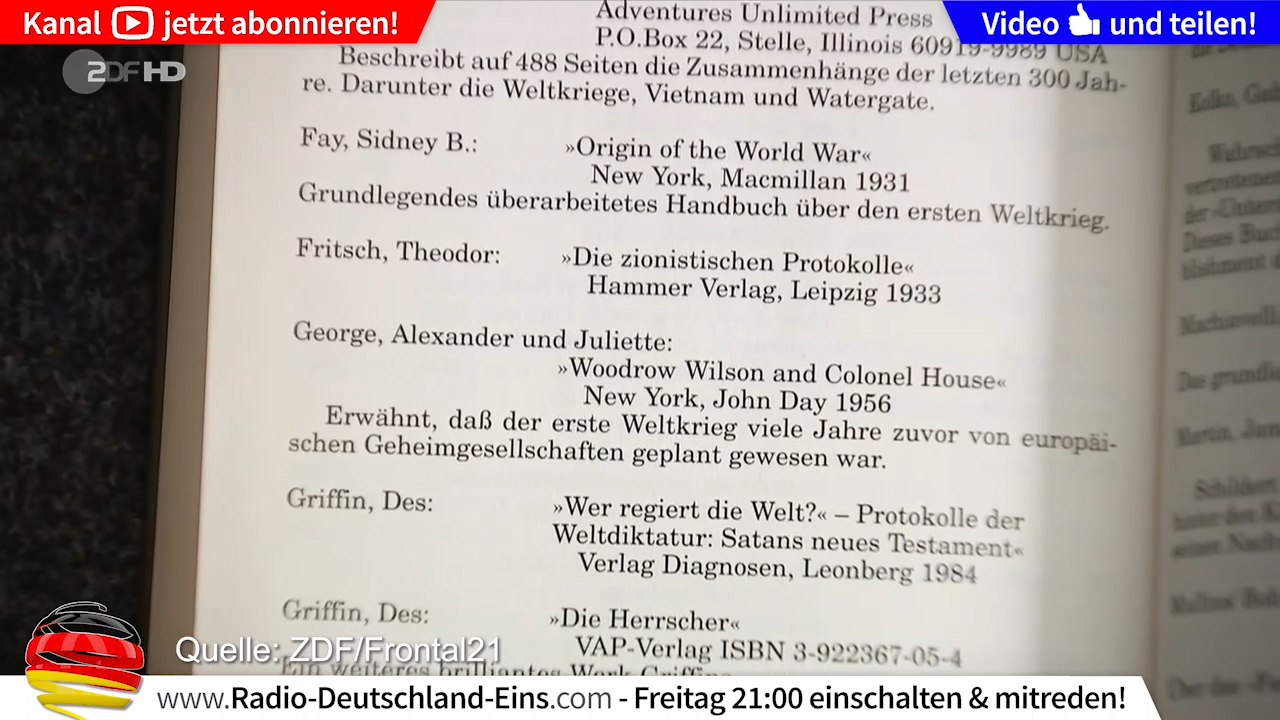 Kanal jetzt abonnieren!
Video und teilen!
ZDF HD
Adventures Unlimited Press
P.O.Box 22, Stelle, Illinois 60919-9989 USA
Beschreibt auf 488 Seiten die Zusammenhänge der letzten 300 Jah-
re. Darunter die Weltkriege, Vietnam und Watergate.
Fay, Sidney B.: »Origin of the World War«
New York, Macmillan 1931
Grundlegendes überarbeitetes Handbuch über den ersten Weltkrieg.
Fritsch, Theodor: »Die zionistischen Protokolle«
Hammer Verlag, Leipzig 1933
George, Alexander und Juliette:
»Woodrow Wilson and Colonel House«
New York, John Day 1956
Erwähnt, daß der erste Weltkrieg viele Jahre zuvor von europäi-
schen Geheimgesellschaften geplant gewesen war.
Griffin, Des: »Wer regiert die Welt?« – Protokolle der
Weltdiktatur: Satans neues Testament«
Verlag Diagnosen, Leonberg 1984
Griffin, Des: »Die Herrscher«
VAP-Verlag ISBN 3-922367-05-4
Ein weiteres brilliantes Werk
Quelle: ZDF/Frontal21
www.Radio-Deutschland-Eins.com - Freitag 21:00 einschalten & mitreden!